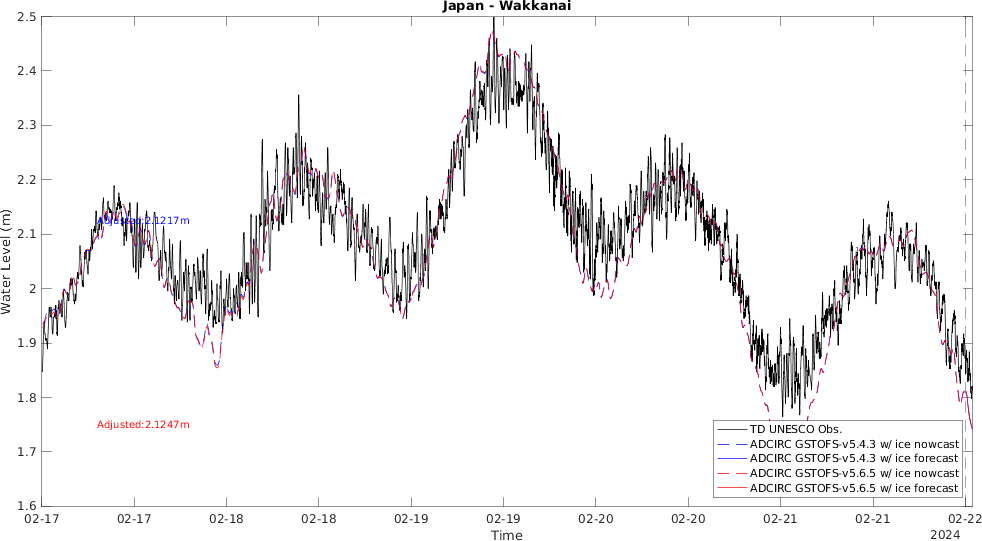 Japan - Wakkanai
2.5
2.4
2.3
2.2
2.1
2
1.9
1.8
1.7
1.6
Water Level (m)
Adjusted:2.1217m
Adjusted:2.1247m
TD UNESCO Obs.
ADCIRC GSTOFS-v5.4.3 w/ ice nowcast
ADCIRC GSTOFS-v5.4.3 w/ ice forecast
ADCIRC GSTOFS-v5.6.5 w/ ice nowcast
ADCIRC GSTOFS-v5.6.5 w/ ice forecast
02-17 02-17 02-18 02-18 02-19 02-19 02-20 02-20 02-21 02-21 02-22
Time
2024